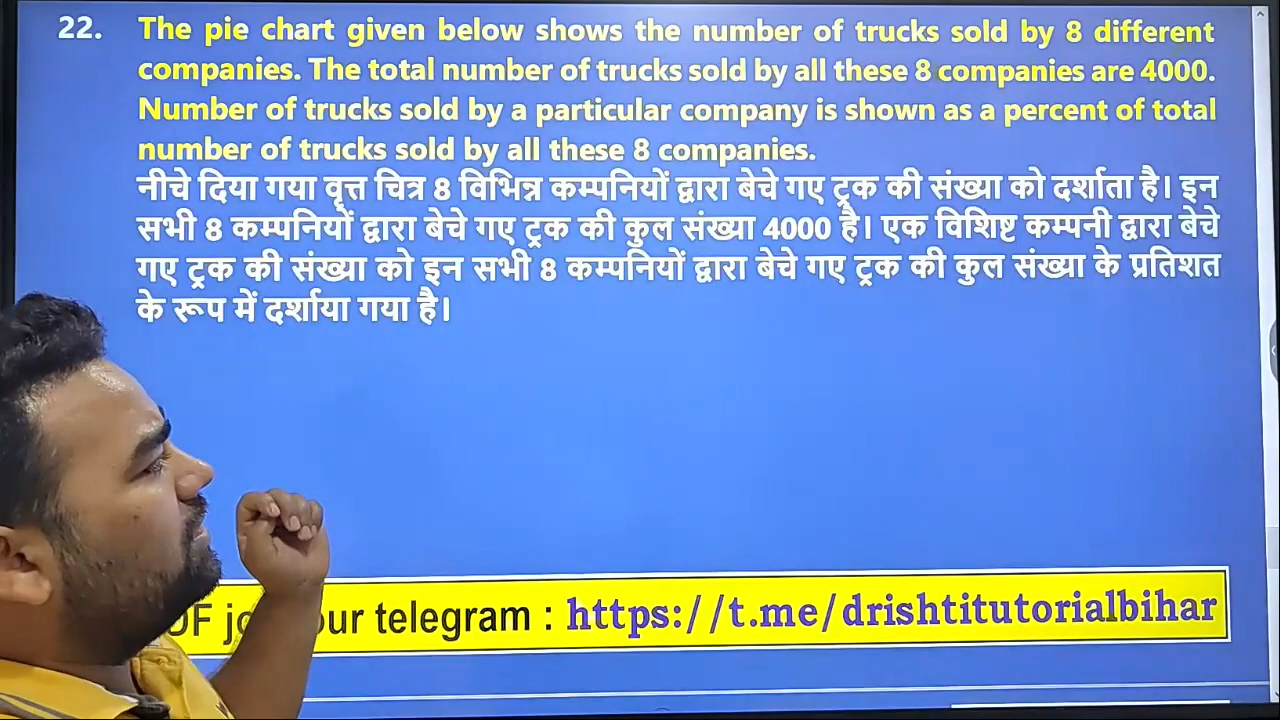 22. The pie chart given below shows the number of trucks sold by 8 different
companies. The total number of trucks sold by all these 8 companies are 4000.
Number of trucks sold by a particular company is shown as a percent of total
number of trucks sold by all these 8 companies.
नीचे दिया गया वृत्त चित्र 8 विभिन्न कम्पनियों द्वारा बेचे गए ट्रक की संख्या को दर्शाता है। इन
सभी 8 कम्पनियों द्वारा बेचे गए ट्रक की कुल संख्या 4000 है। एक विशिष्ट कम्पनी द्वारा बेचे
गए ट्रक की संख्या को इन सभी 8 कम्पनियों द्वारा बेचे गए ट्रक की कुल संख्या के प्रतिशत
के रूप में दर्शाया गया है।
telegram : https://t.me/drishtitutorialbihar